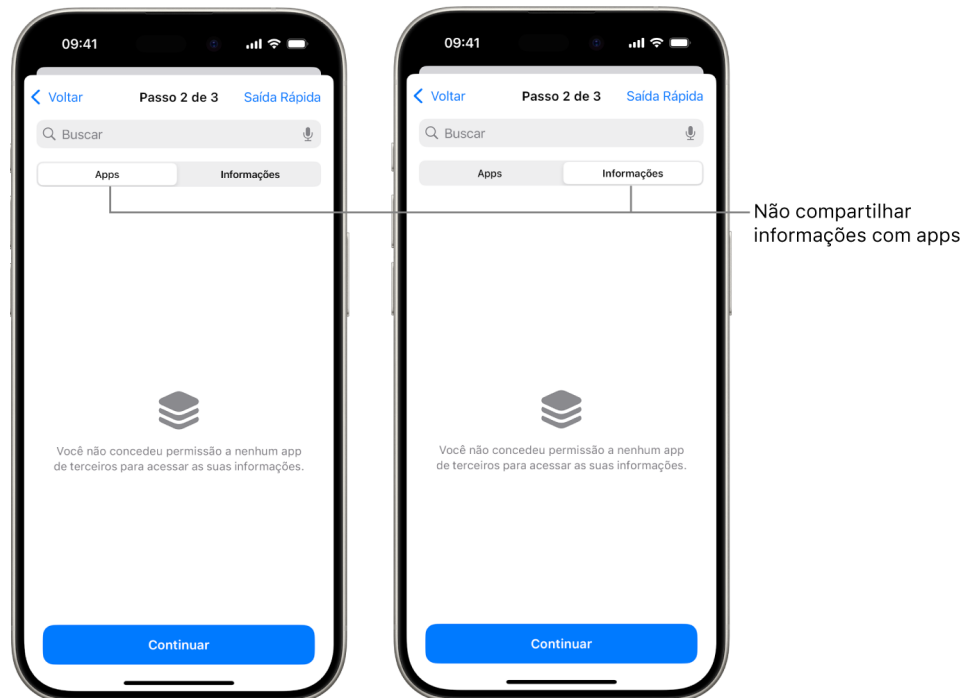 09:41
Voltar
Passo 2 de 3
Saída Rápida
Buscar
Apps
Informações
Você não concedeu permissão a nenhum app
de terceiros para acessar as suas informações.
Continuar
09:41
Voltar
Passo 2 de 3
Saída Rápida
Buscar
Apps
Informações
Você não concedeu permissão a nenhum app
de terceiros para acessar as suas informações.
Continuar
Não compartilhar
informações com apps